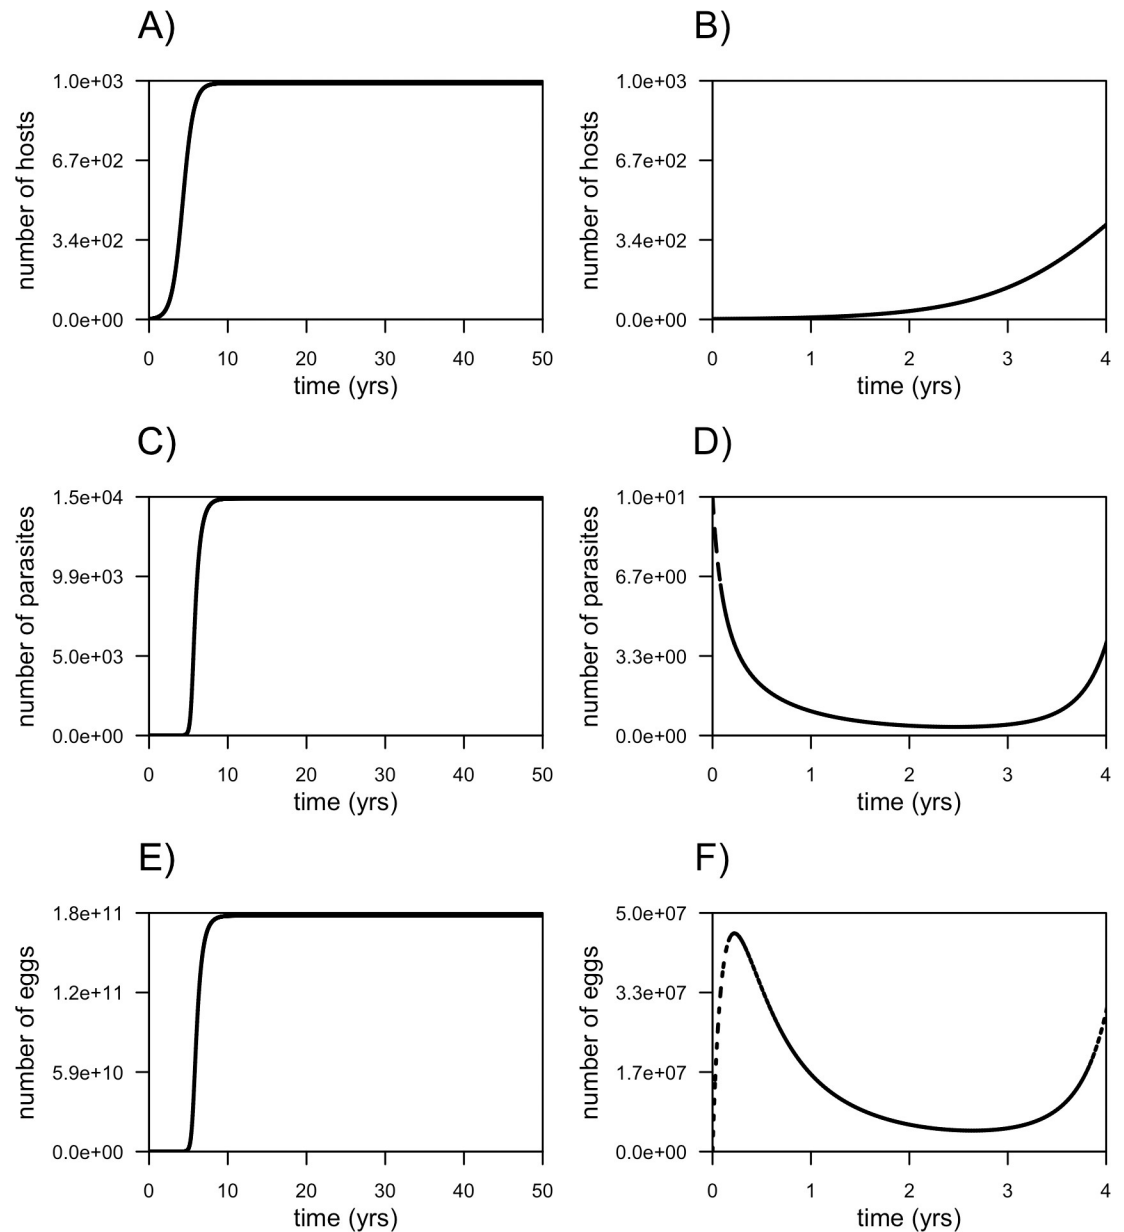 A)
number of hosts
1.0e+03
6.7e+02
3.4e+02
0.0e+00
0 10 20 30 40 50
time (yrs)
B)
number of hosts
1.0e+03
6.7e+02
3.4e+02
0.0e+00
0 1 2 3 4
time (yrs)
C)
number of parasites
1.5e+04
9.9e+03
5.0e+03
0.0e+00
0 10 20 30 40 50
time (yrs)
D)
number of parasites
1.0e+01
6.7e+00
3.3e+00
0.0e+00
0 1 2 3 4
time (yrs)
E)
number of eggs
1.8e+11
1.2e+11
5.9e+10
0.0e+00
0 10 20 30 40 50
time (yrs)
F)
number of eggs
5.0e+07
3.3e+07
1.7e+07
0.0e+00
0 1 2 3 4
time (yrs)